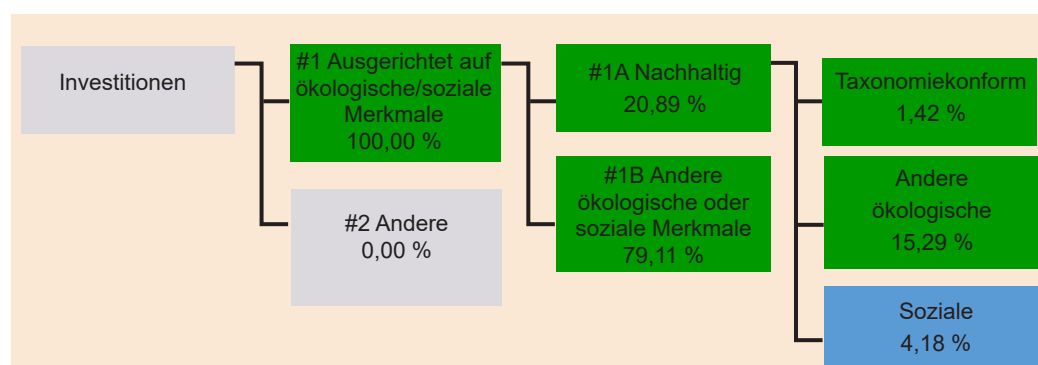 Investitionen
#1 Ausgerichtet auf
ökologische/soziale
Merkmale
100,00 %
#2 Andere
0,00 %
#1A Nachhaltig
20,89 %
#1B Andere
ökologische oder
soziale Merkmale
79,11 %
Taxonomiekonform
1,42 %
Andere
ökologische
15,29 %
Soziale
4,18 %